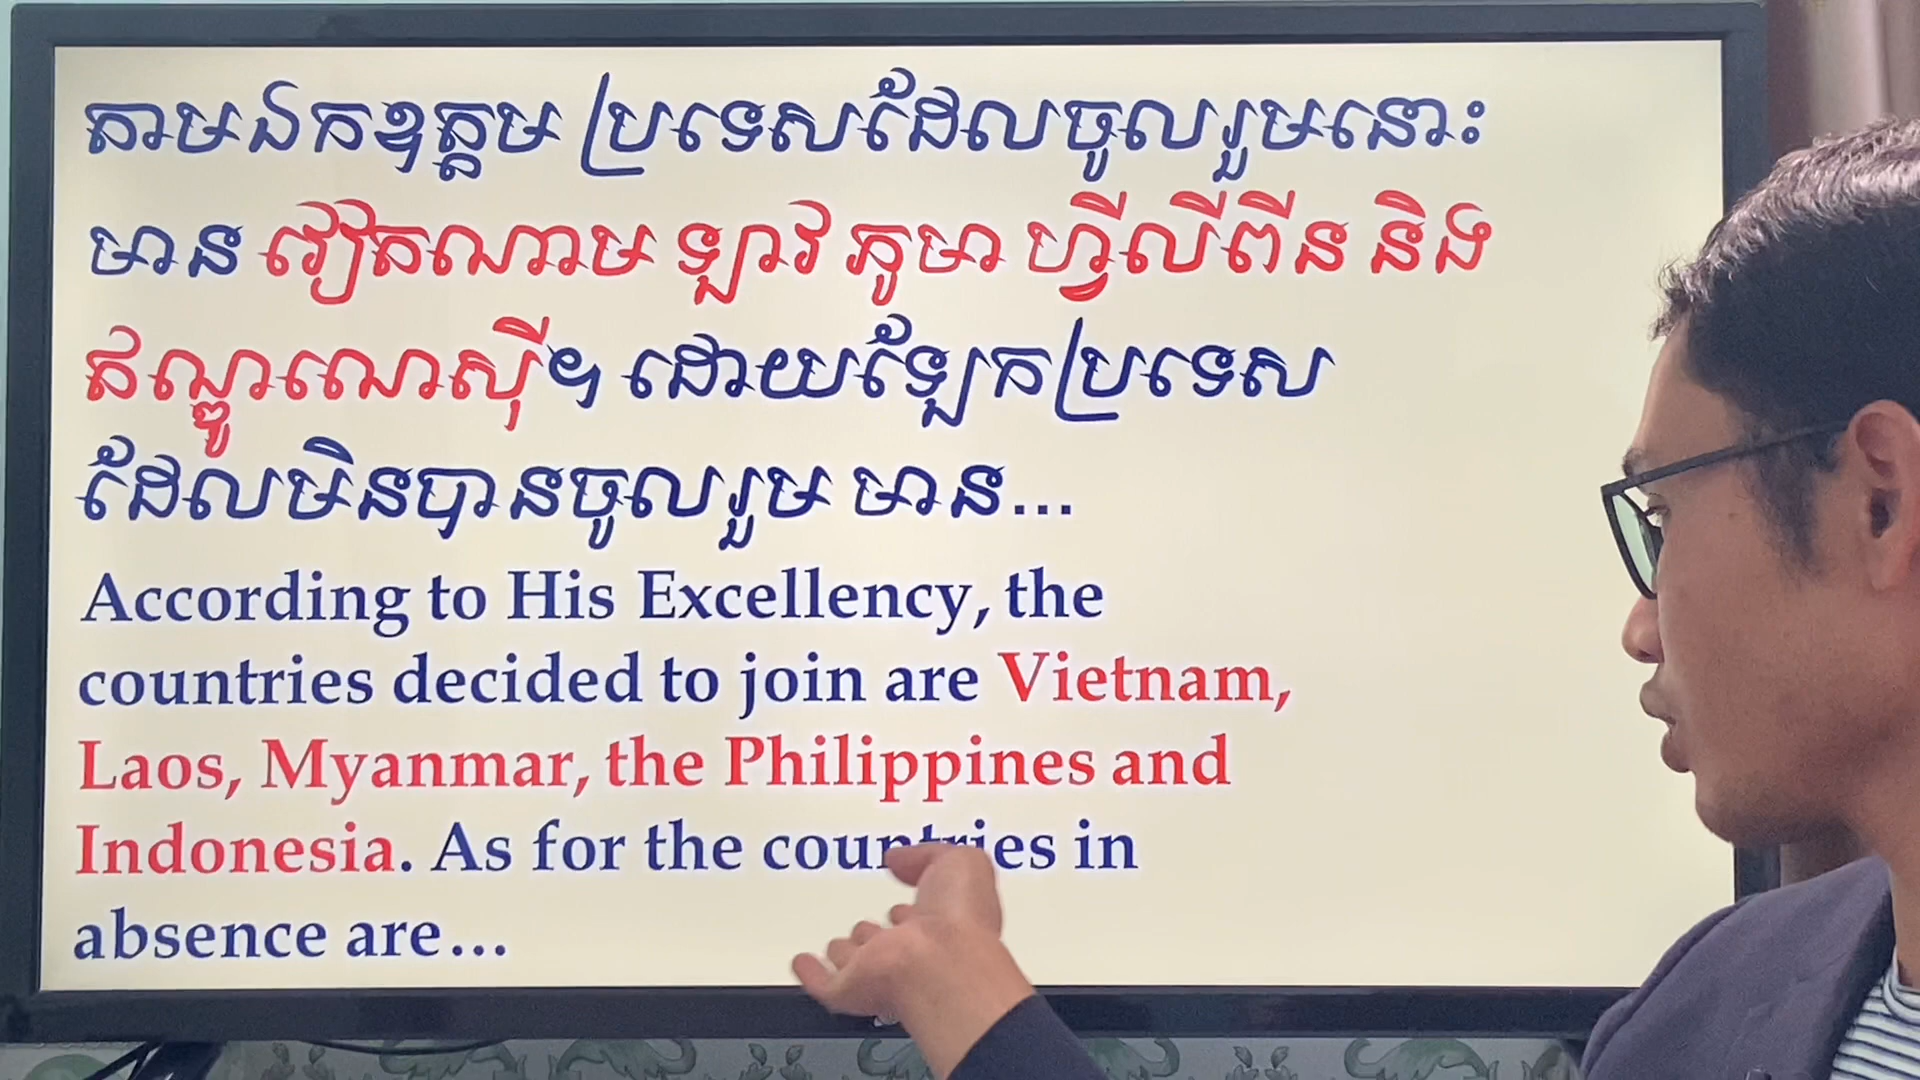 តាមឯកឧត្តម ប្រទេសដែលចូលរួមនោះ
មាន វៀតណាម ឡាវ ភូមា ហ្វីលីពីន និង
ឥណ្ឌូណេស៊ីៗ ដោយឡែកប្រទេស
ដែលមិនបានចូលរួម មាន...
According to His Excellency, the
countries decided to join are Vietnam,
Laos, Myanmar, the Philippines and
Indonesia. As for the countries in
absence are...